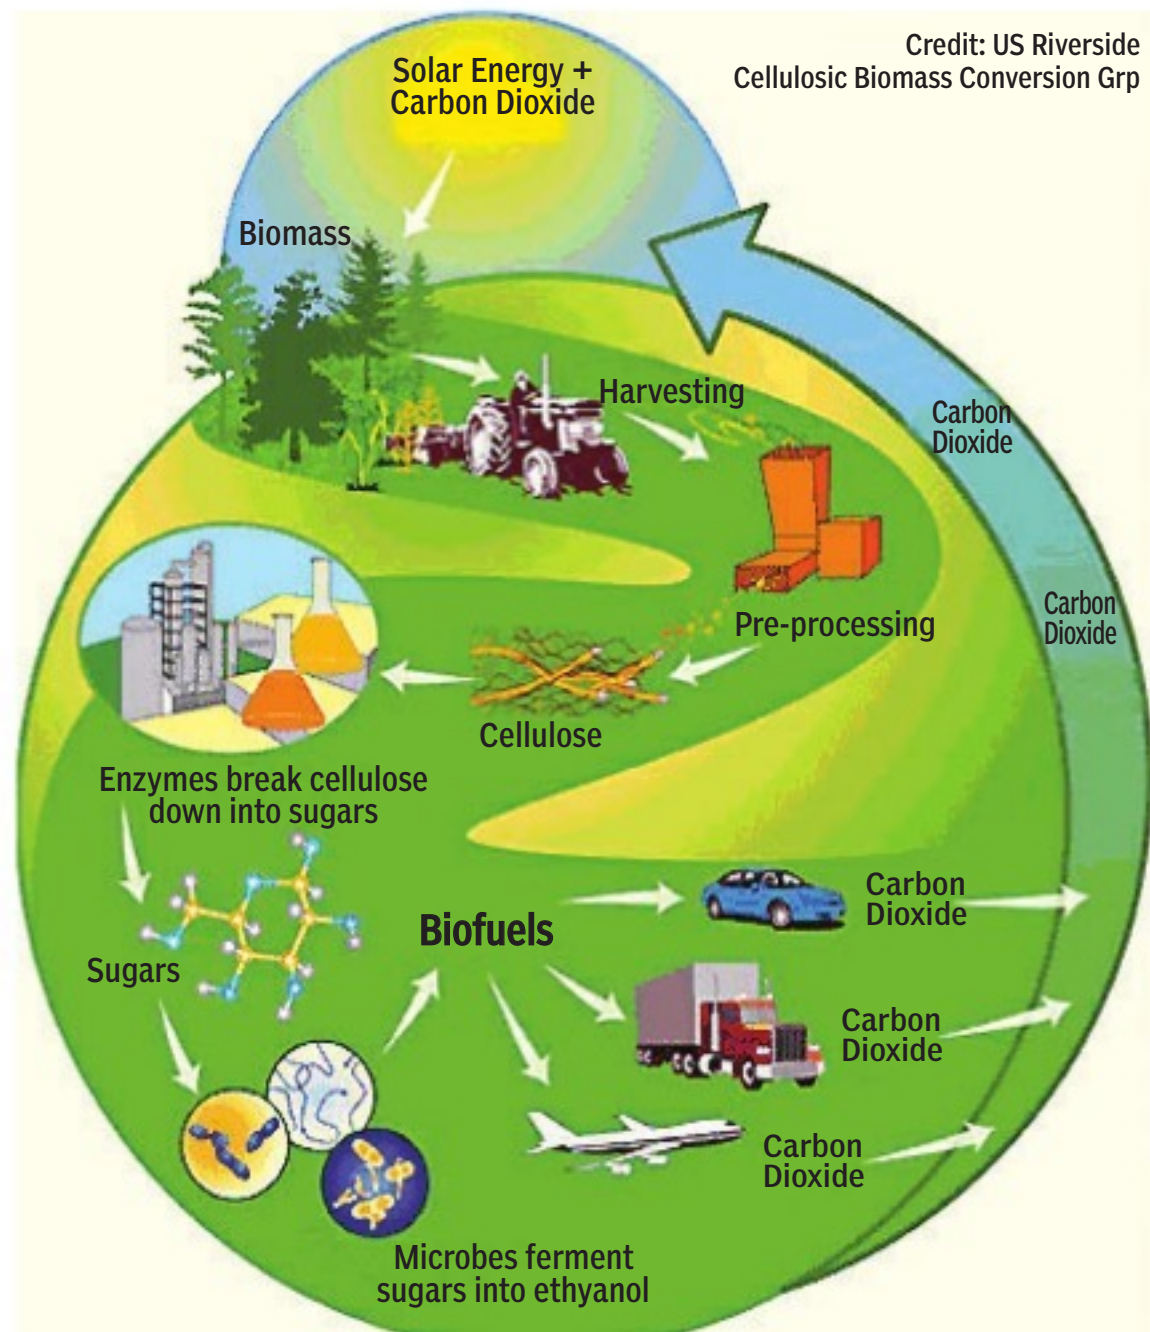 Credit: US Riverside
Cellulosic Biomass Conversion Grp
Solar Energy +
Carbon Dioxide
Biomass
Harvesting
Carbon
Dioxide
Carbon
Dioxide
Pre-processing
Cellulose
Enzymes break cellulose
down into sugars
Sugars
Biofuels
Carbon
Dioxide
Carbon
Dioxide
Carbon
Dioxide
Microbes ferment
sugars into ethyanol